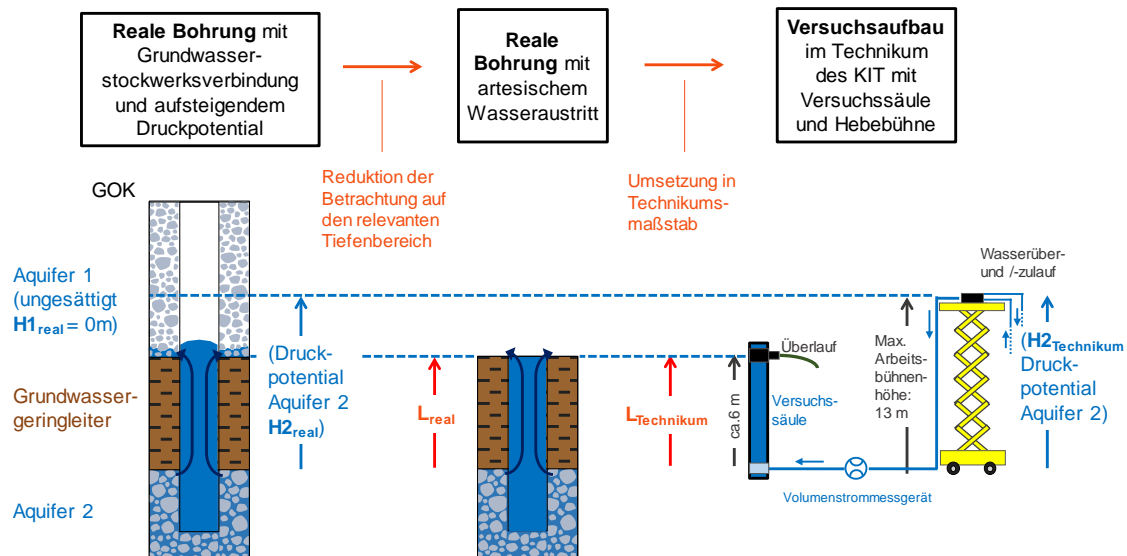 Reale Bohrung mit
Grundwasser-
stockwerksverbindung
und aufsteigendem
Druckpotential
Reale
Bohrung mit
artesischem
Wasseraustritt
Versuchsaufbau
im Technikum
des KIT mit
Versuchssäule
und Hebebühne
Reduktion der
Betrachtung auf
den relevanten
Tiefenbereich
Umsetzung in
Technikums-
maßstab
GOK
Aquifer 1
(ungesättigt
H1real = 0m)
Grundwasser-
geringleiter
Aquifer 2
(Druck-
potential
Aquifer 2
H2real)
Lreal
LTechnikum
ca.6 m
Überlauf
Versuchs-
säule
Volumenstrommessgerät
Max.
Arbeits-
bühnen-
höhe:
13 m
Wasserüber-
und /-zulauf
(H2Technikum
Druck-
potential
Aquifer 2)